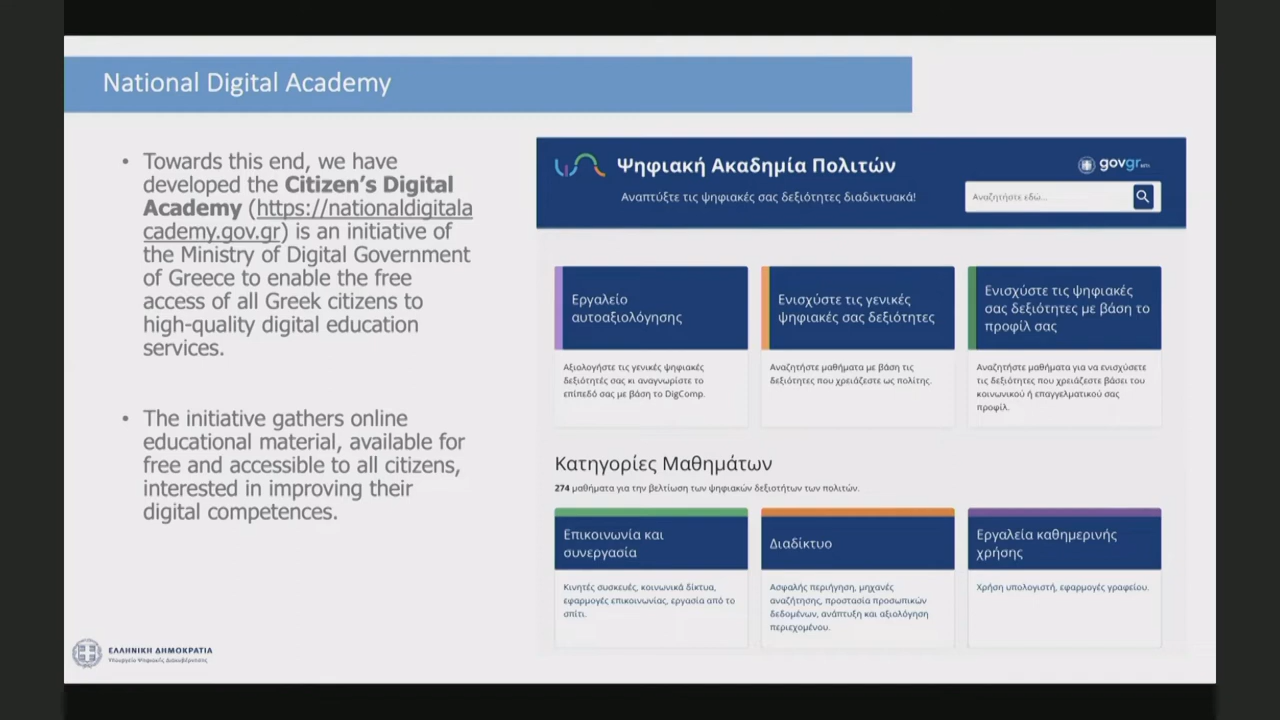 National Digital Academy
• Towards this end, we have
developed the Citizen's Digital
Academy (https://nationaldigitala
cademy.gov.gr) is an initiative of
the Ministry of Digital Government
of Greece to enable the free
access of all Greek citizens to
high-quality digital education
services.
• The initiative gathers online
educational material, available for
free and accessible to all citizens,
interested in improving their
digital competences.
ΕΛΛΗΝΙΚΗ ΔΗΜΟΚΡΑΤΙΑ
Υπουργείο Ψηφιακής Διακυβέρνησης
Ψηφιακή Ακαδημία Πολιτών
Αναπτύξτε τις ψηφιακές σας δεξιότητες διαδικτυακά!
govgr
Αναζητήστε εδώ...
Εργαλείο
αυτοαξιολόγησης
Αξιολογήστε τις γενικές ψηφιακές
δεξιότητές σας κι αναγνωρίστε το
επίπεδό σας με βάση το DigComp.
Ενισχύστε τις γενικές
ψηφιακές σας δεξιότητες
Αναζητήστε μαθήματα με βάση τις
δεξιότητες που χρειάζεστε ως πολίτης.
Ενισχύστε τις ψηφιακές
σας δεξιότητες με βάση το
προφίλ σας
Αναζητήστε μαθήματα για να ενισχύσετε
τις δεξιότητες που χρειάζεστε βάσει του
κοινωνικού ή επαγγελματικού σας
προφίλ.
Κατηγορίες Μαθημάτων
274 μαθήματα για την βελτίωση των ψηφιακών δεξιοτήτων των πολιτών.
Επικοινωνία και
συνεργασία
Κινητές συσκευές, κοινωνικά δίκτυα,
εφαρμογές επικοινωνίας, εργασία από το
σπίτι.
Διαδίκτυο
Ασφαλής περιήγηση, μηχανές
αναζήτησης, προστασία προσωπικών
δεδομένων, ανάπτυξη και αξιολόγηση
περιεχομένου.
Εργαλεία καθημερινής
χρήσης
Χρήση υπολογιστή, εφαρμογές γραφείου.